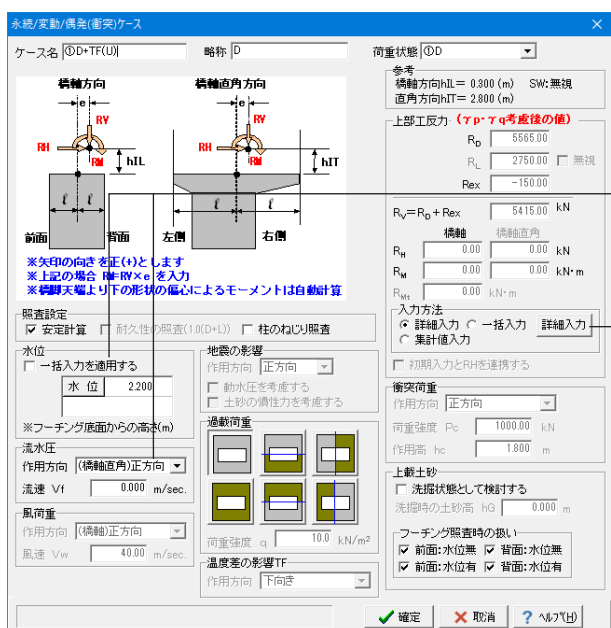 永続/変動/偶発(衝突)ケース
ケース名 ①D+TF(U) 略称 D 荷重状態 ①D
橋軸方向 橋軸直角方向
e RV RH RM hIL
e RV RH RM hIT
ℓ ℓ ℓ ℓ
前面 背面 左側 右側
※矢印の向きを正(+)とします
※上記の場合 RM=RV×e を入力
※橋脚天端より下の形状の偏心によるモーメントは自動計算
参考
橋軸方向hIL= 0.300 (m) SW:無視
直角方向hIT= 2.800 (m)
上部工反力 (γp・γq考慮後の値)
RD 5565.00
RL 2750.00 無視
Rex -150.00
RV=RD+Rex 5415.00 kN
橋軸 橋軸直角
RH 0.00 0.00 kN
RM 0.00 0.00 kN・m
RMt 0.00 kN・m
入力方法
詳細入力 一括入力 詳細入力
集計値入力
初期入力とRHを連携する
照査設定
安定計算 耐久性の照査(1.0(D+L)) 柱のねじり照査
水位
一括入力を適用する
水 位 2.200
※フーチング底面からの高さ(m)
流水圧
作用方向 (橋軸直角)正方向
流速 Vf 0.000 m/sec.
風荷重
作用方向 (橋軸)正方向
風速 Vw 40.00 m/sec.
地震の影響
作用方向 正方向
動水圧を考慮する
土砂の慣性力を考慮する
過載荷重
荷重強度 q 10.0 kN/m²
温度差の影響TF
作用方向 下向き
衝突荷重
作用方向 正方向
荷重強度 Pc 1000.00 kN
作用高 hc 1.800 m
上載土砂
洗掘状態として検討する
洗掘時の土砂高 hG 0.000 m
フーチング照査時の扱い
前面:水位無 背面:水位無
前面:水位有 背面:水位有
確定 取消 ? ヘルプ(H)